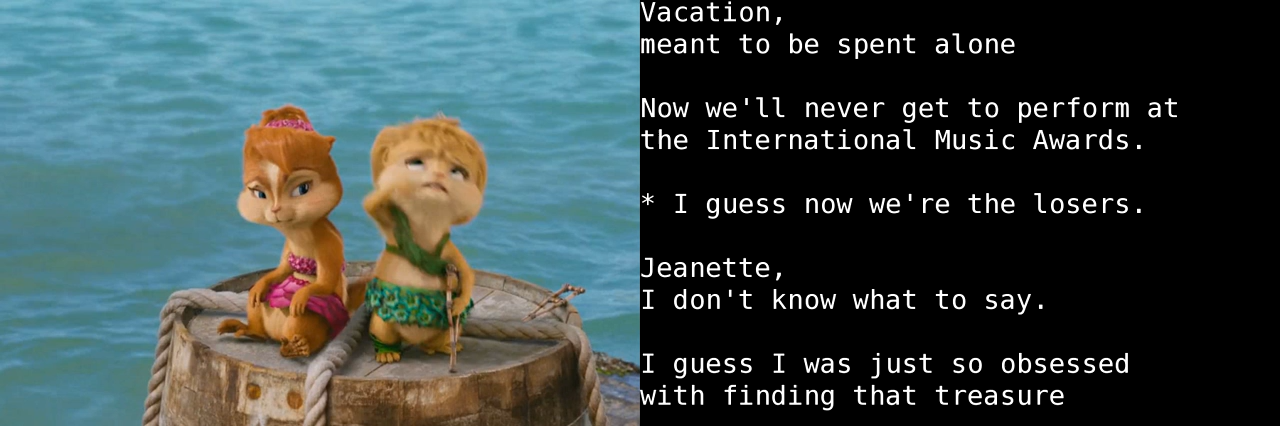 Vacation,
meant to be spent alone
Now we'll never get to perform at
the International Music Awards.
* I guess now we're the losers.
Jeanette,
I don't know what to say.
I guess I was just so obsessed
with finding that treasure